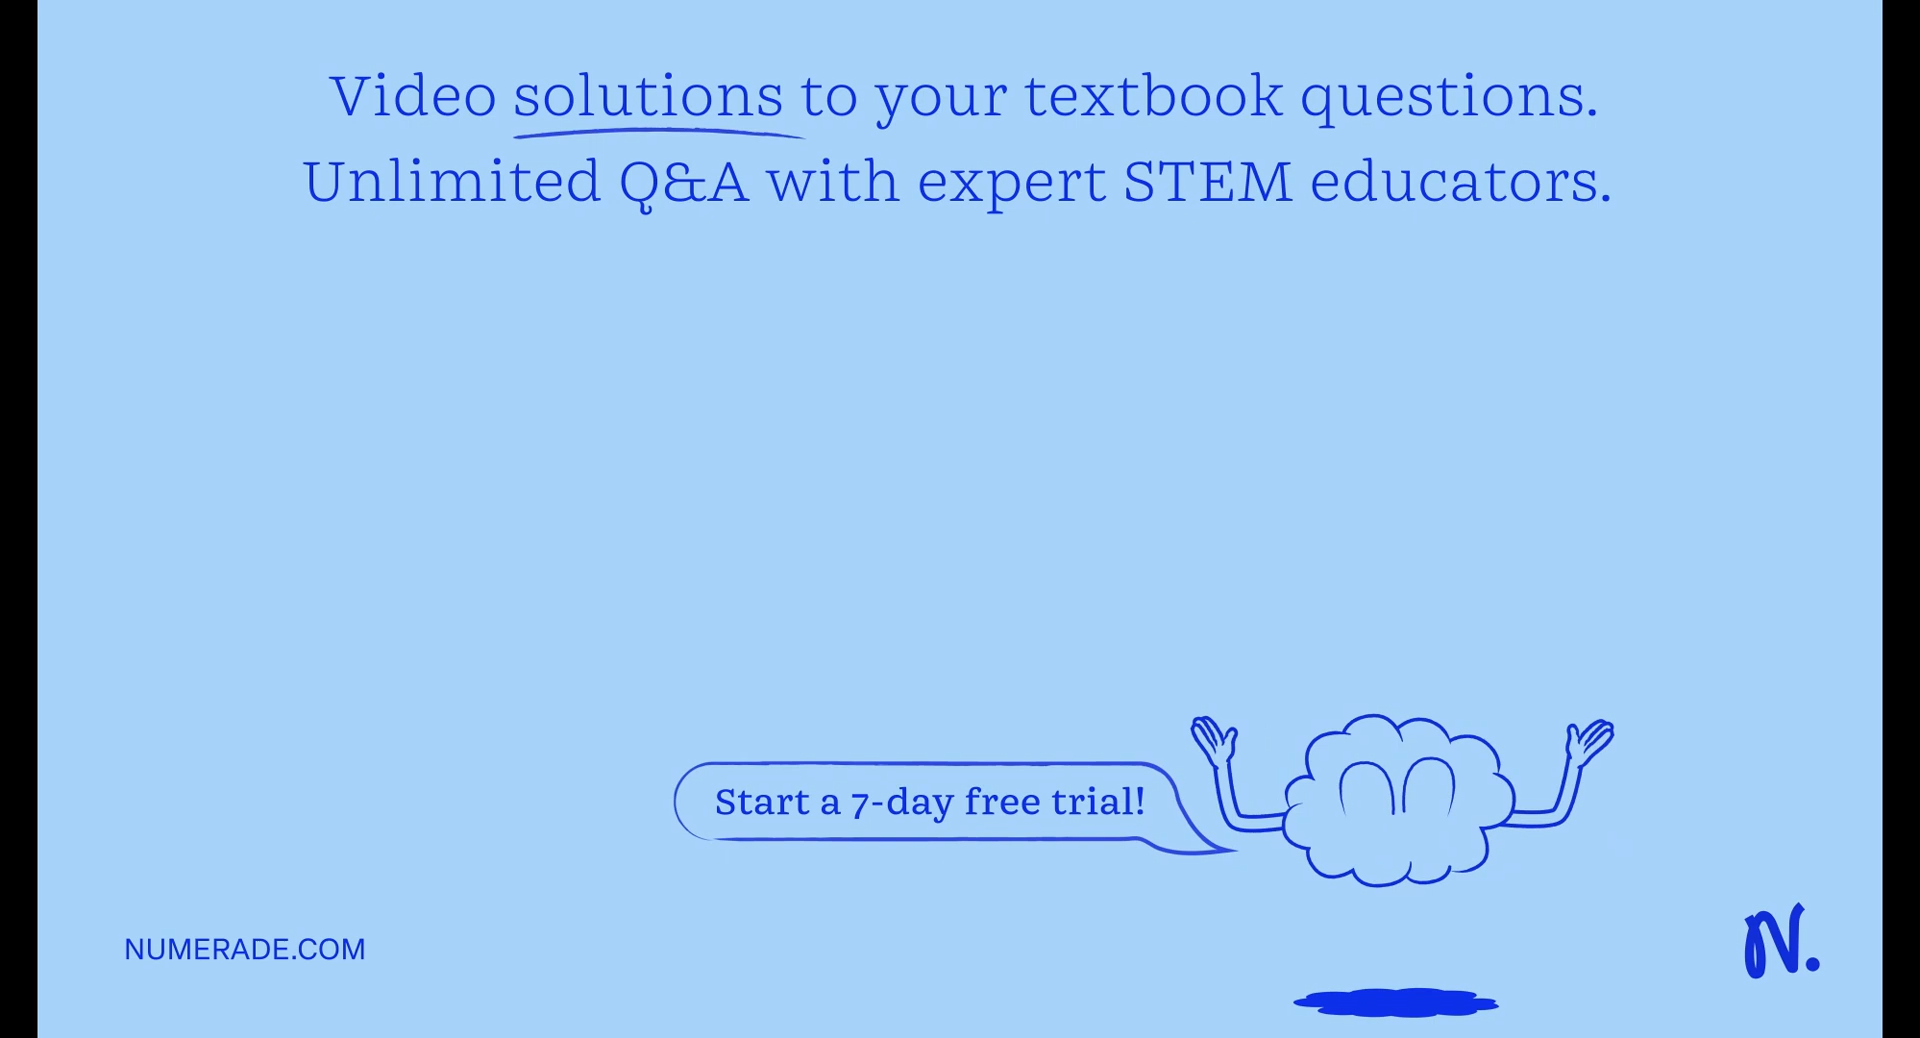 Video solutions to your textbook questions.
Unlimited Q&A with expert STEM educators.
Start a 7-day free trial!
NUMERADE.COM
N.